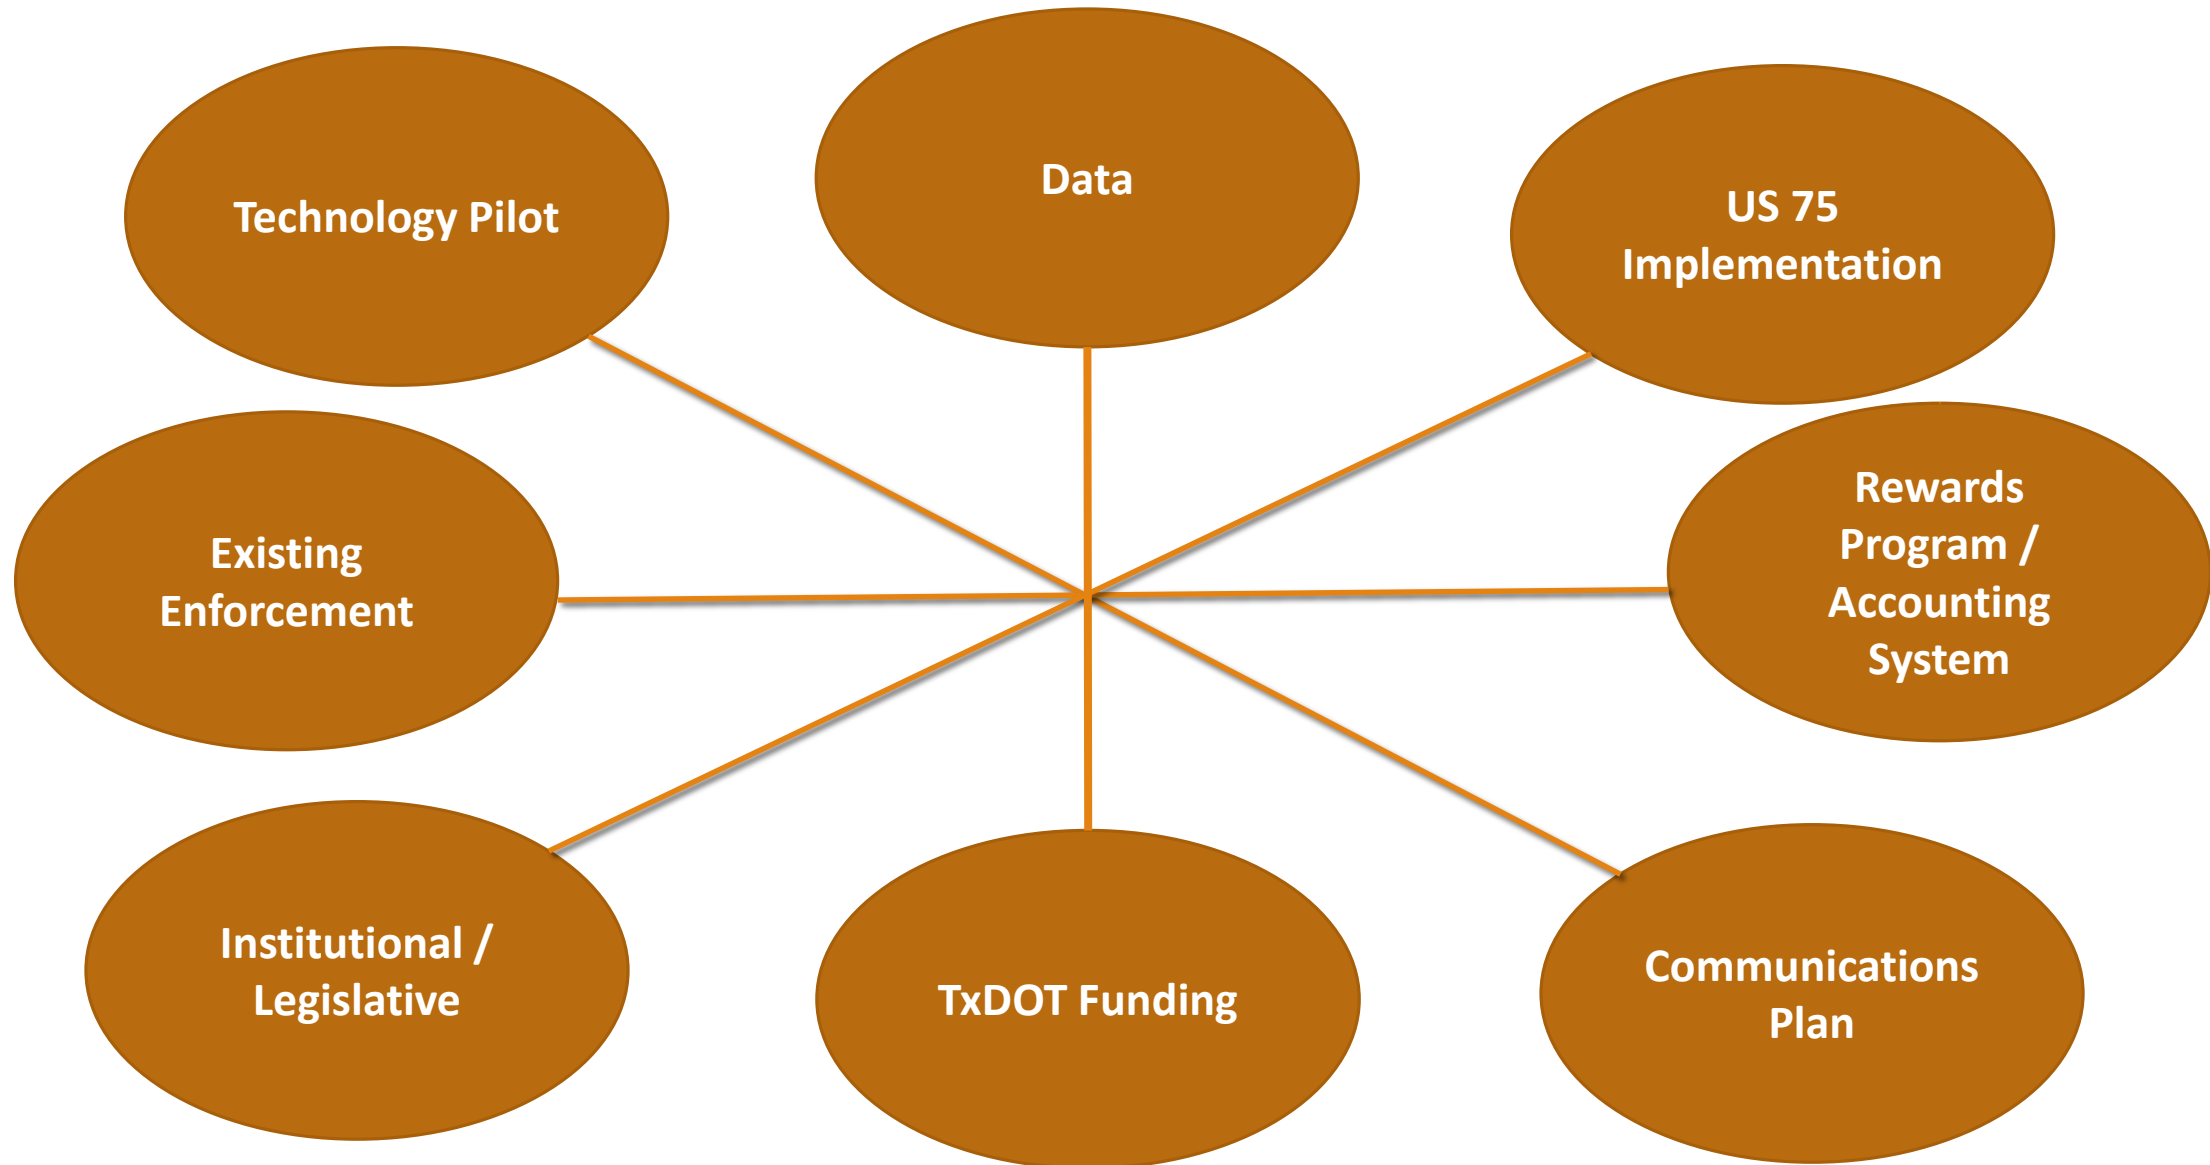 Technology Pilot
Data
US 75
Implementation
Existing
Enforcement
Rewards
Program /
Accounting
System
Institutional /
Legislative
TxDOT Funding
Communications
Plan